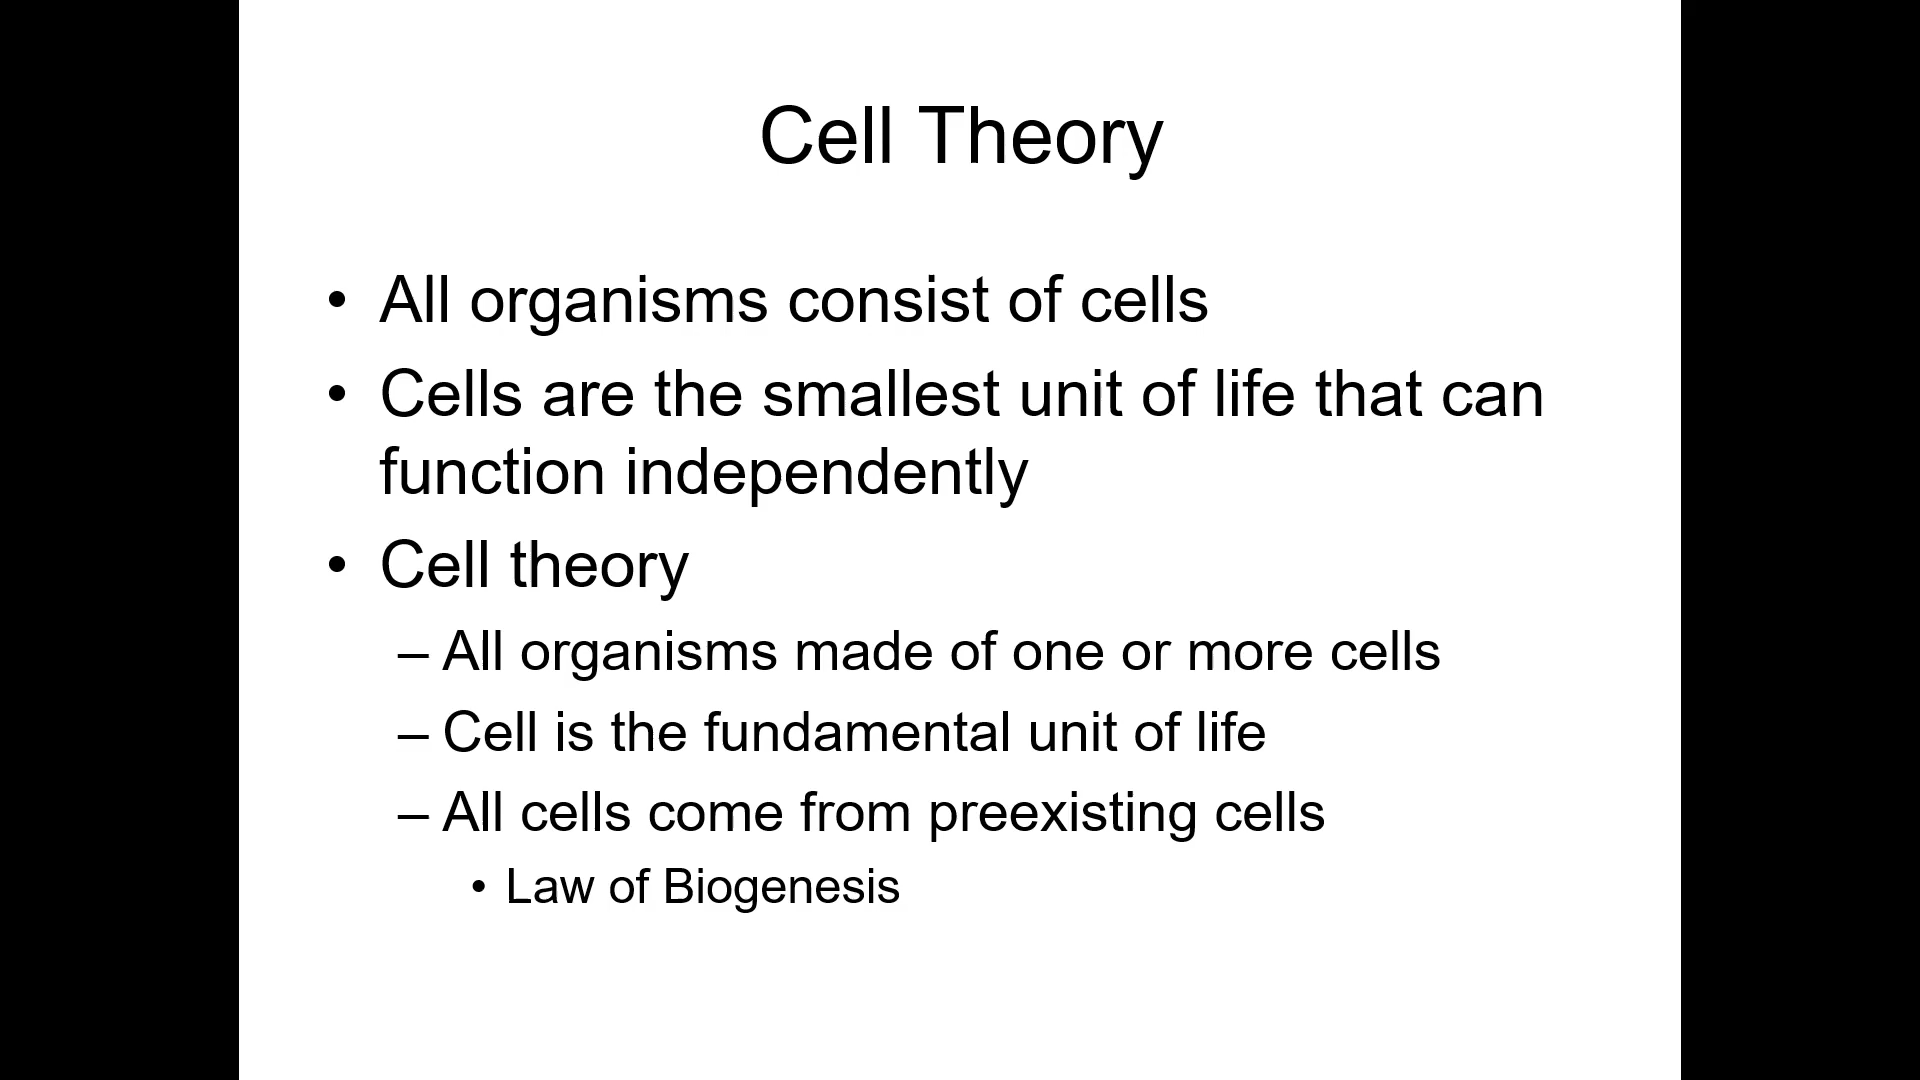 Cell Theory
• All organisms consist of cells
• Cells are the smallest unit of life that can
function independently
• Cell theory
– All organisms made of one or more cells
– Cell is the fundamental unit of life
– All cells come from preexisting cells
• Law of Biogenesis